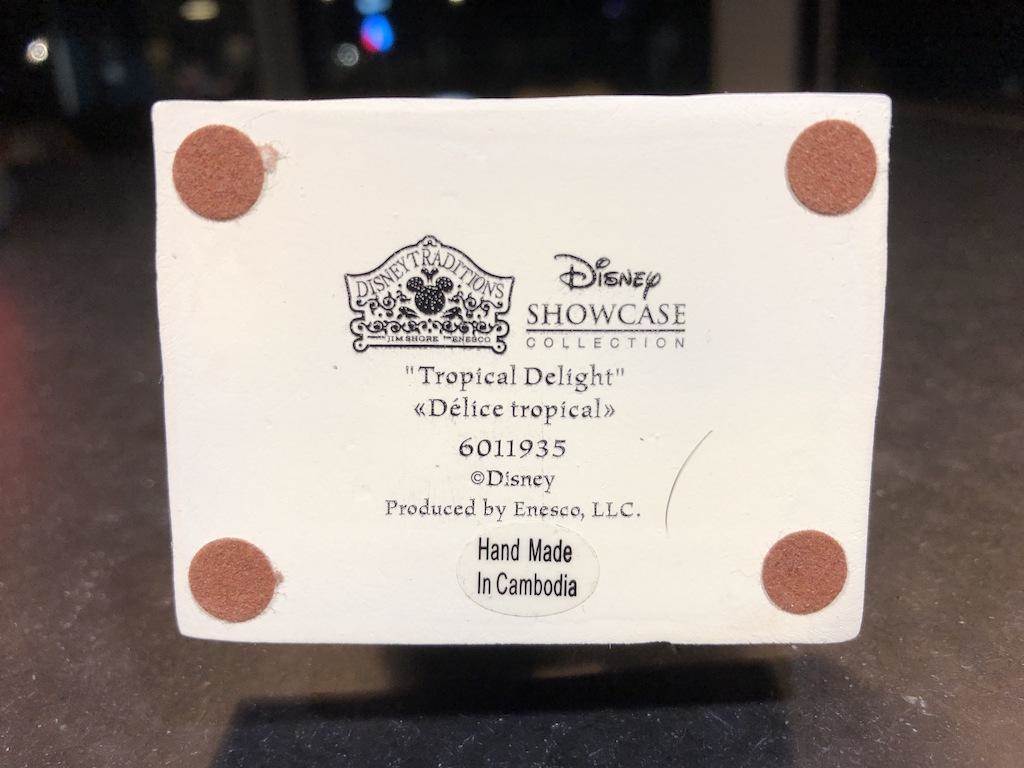 DISNEY TRADITIONS
JIM SHORE ENESCO
Disney
SHOWCASE
COLLECTION
"Tropical Delight"
«Délice tropical»
6011935
©Disney
Produced by Enesco, LLC.
Hand Made
In Cambodia